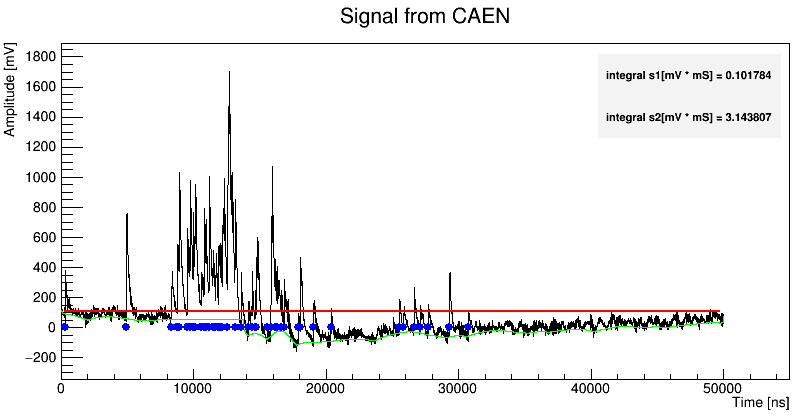 Signal from CAEN
Amplitude [mV]
1800
1600
1400
1200
1000
800
600
400
200
0
−200
integral s1[mV * mS] = 0.101784
integral s2[mV * mS] = 3.143807
0 10000 20000 30000 40000 50000
Time [ns]